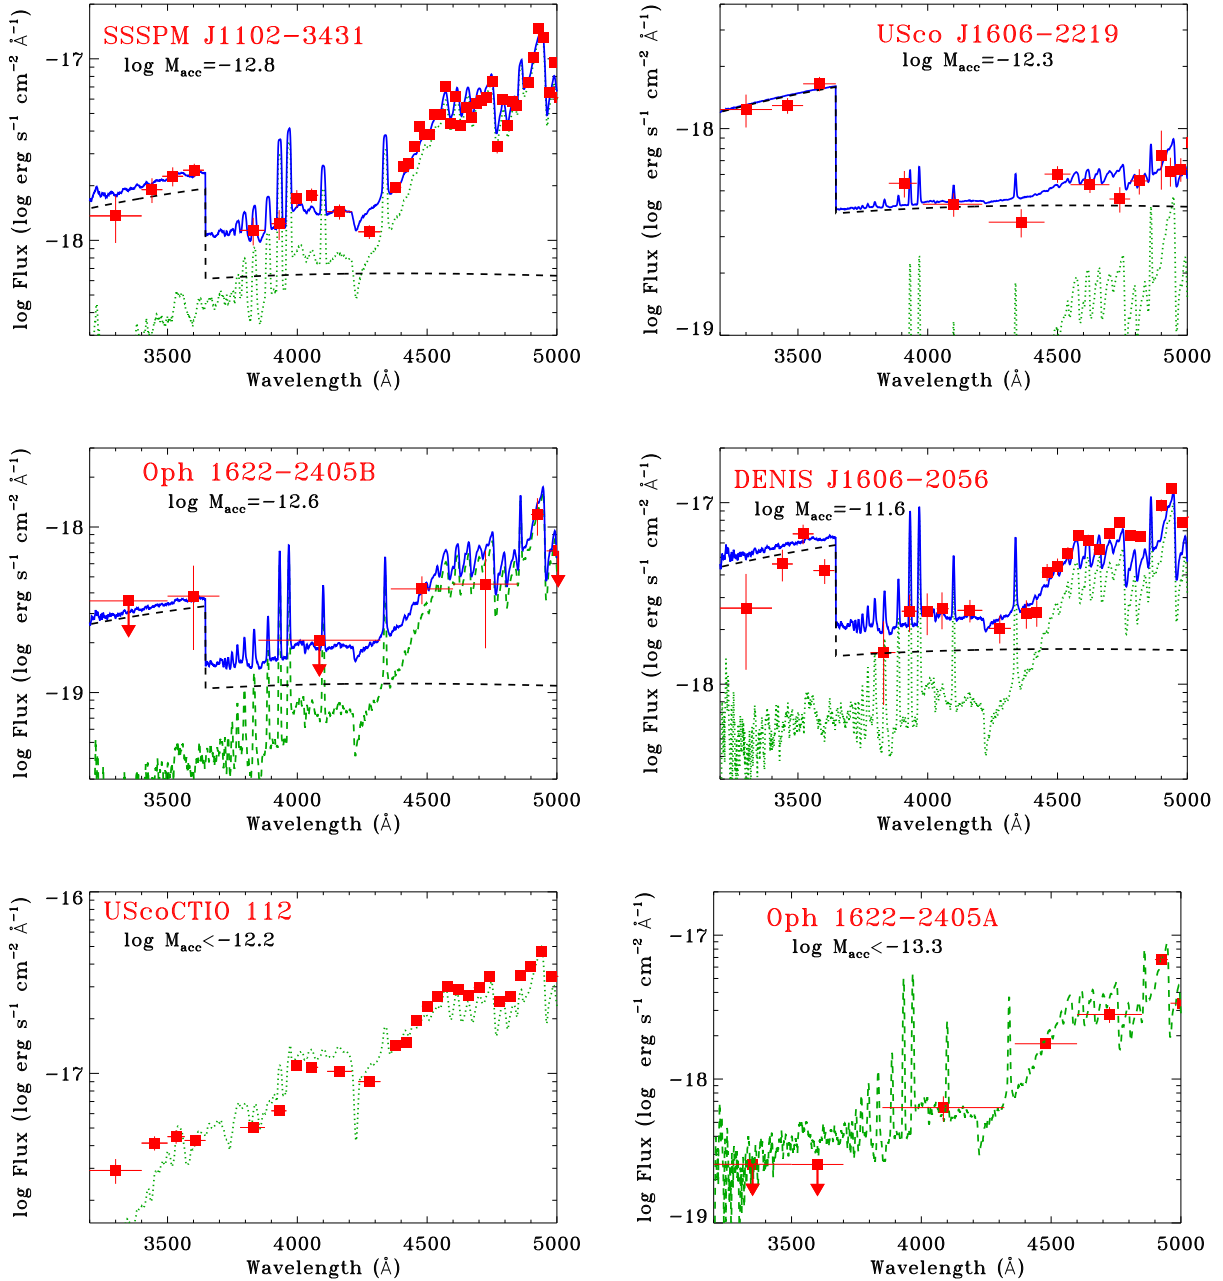 SSSPM J1102−3431
log Macc=−12.8
−17
−18
log Flux (log erg s−1 cm−2 Å−1)
3500 4000 4500 5000
Wavelength (Å)
USco J1606−2219
log Macc=−12.3
−18
−19
log Flux (log erg s−1 cm−2 Å−1)
3500 4000 4500 5000
Wavelength (Å)
Oph 1622−2405B
log Macc=−12.6
−18
−19
log Flux (log erg s−1 cm−2 Å−1)
3500 4000 4500 5000
Wavelength (Å)
DENIS J1606−2056
log Macc=−11.6
−17
−18
log Flux (log erg s−1 cm−2 Å−1)
3500 4000 4500 5000
Wavelength (Å)
UScoCTIO 112
log Macc<−12.2
−16
−17
log Flux (log erg s−1 cm−2 Å−1)
3500 4000 4500 5000
Wavelength (Å)
Oph 1622−2405A
log Macc<−13.3
−17
−18
−19
log Flux (log erg s−1 cm−2 Å−1)
3500 4000 4500 5000
Wavelength (Å)